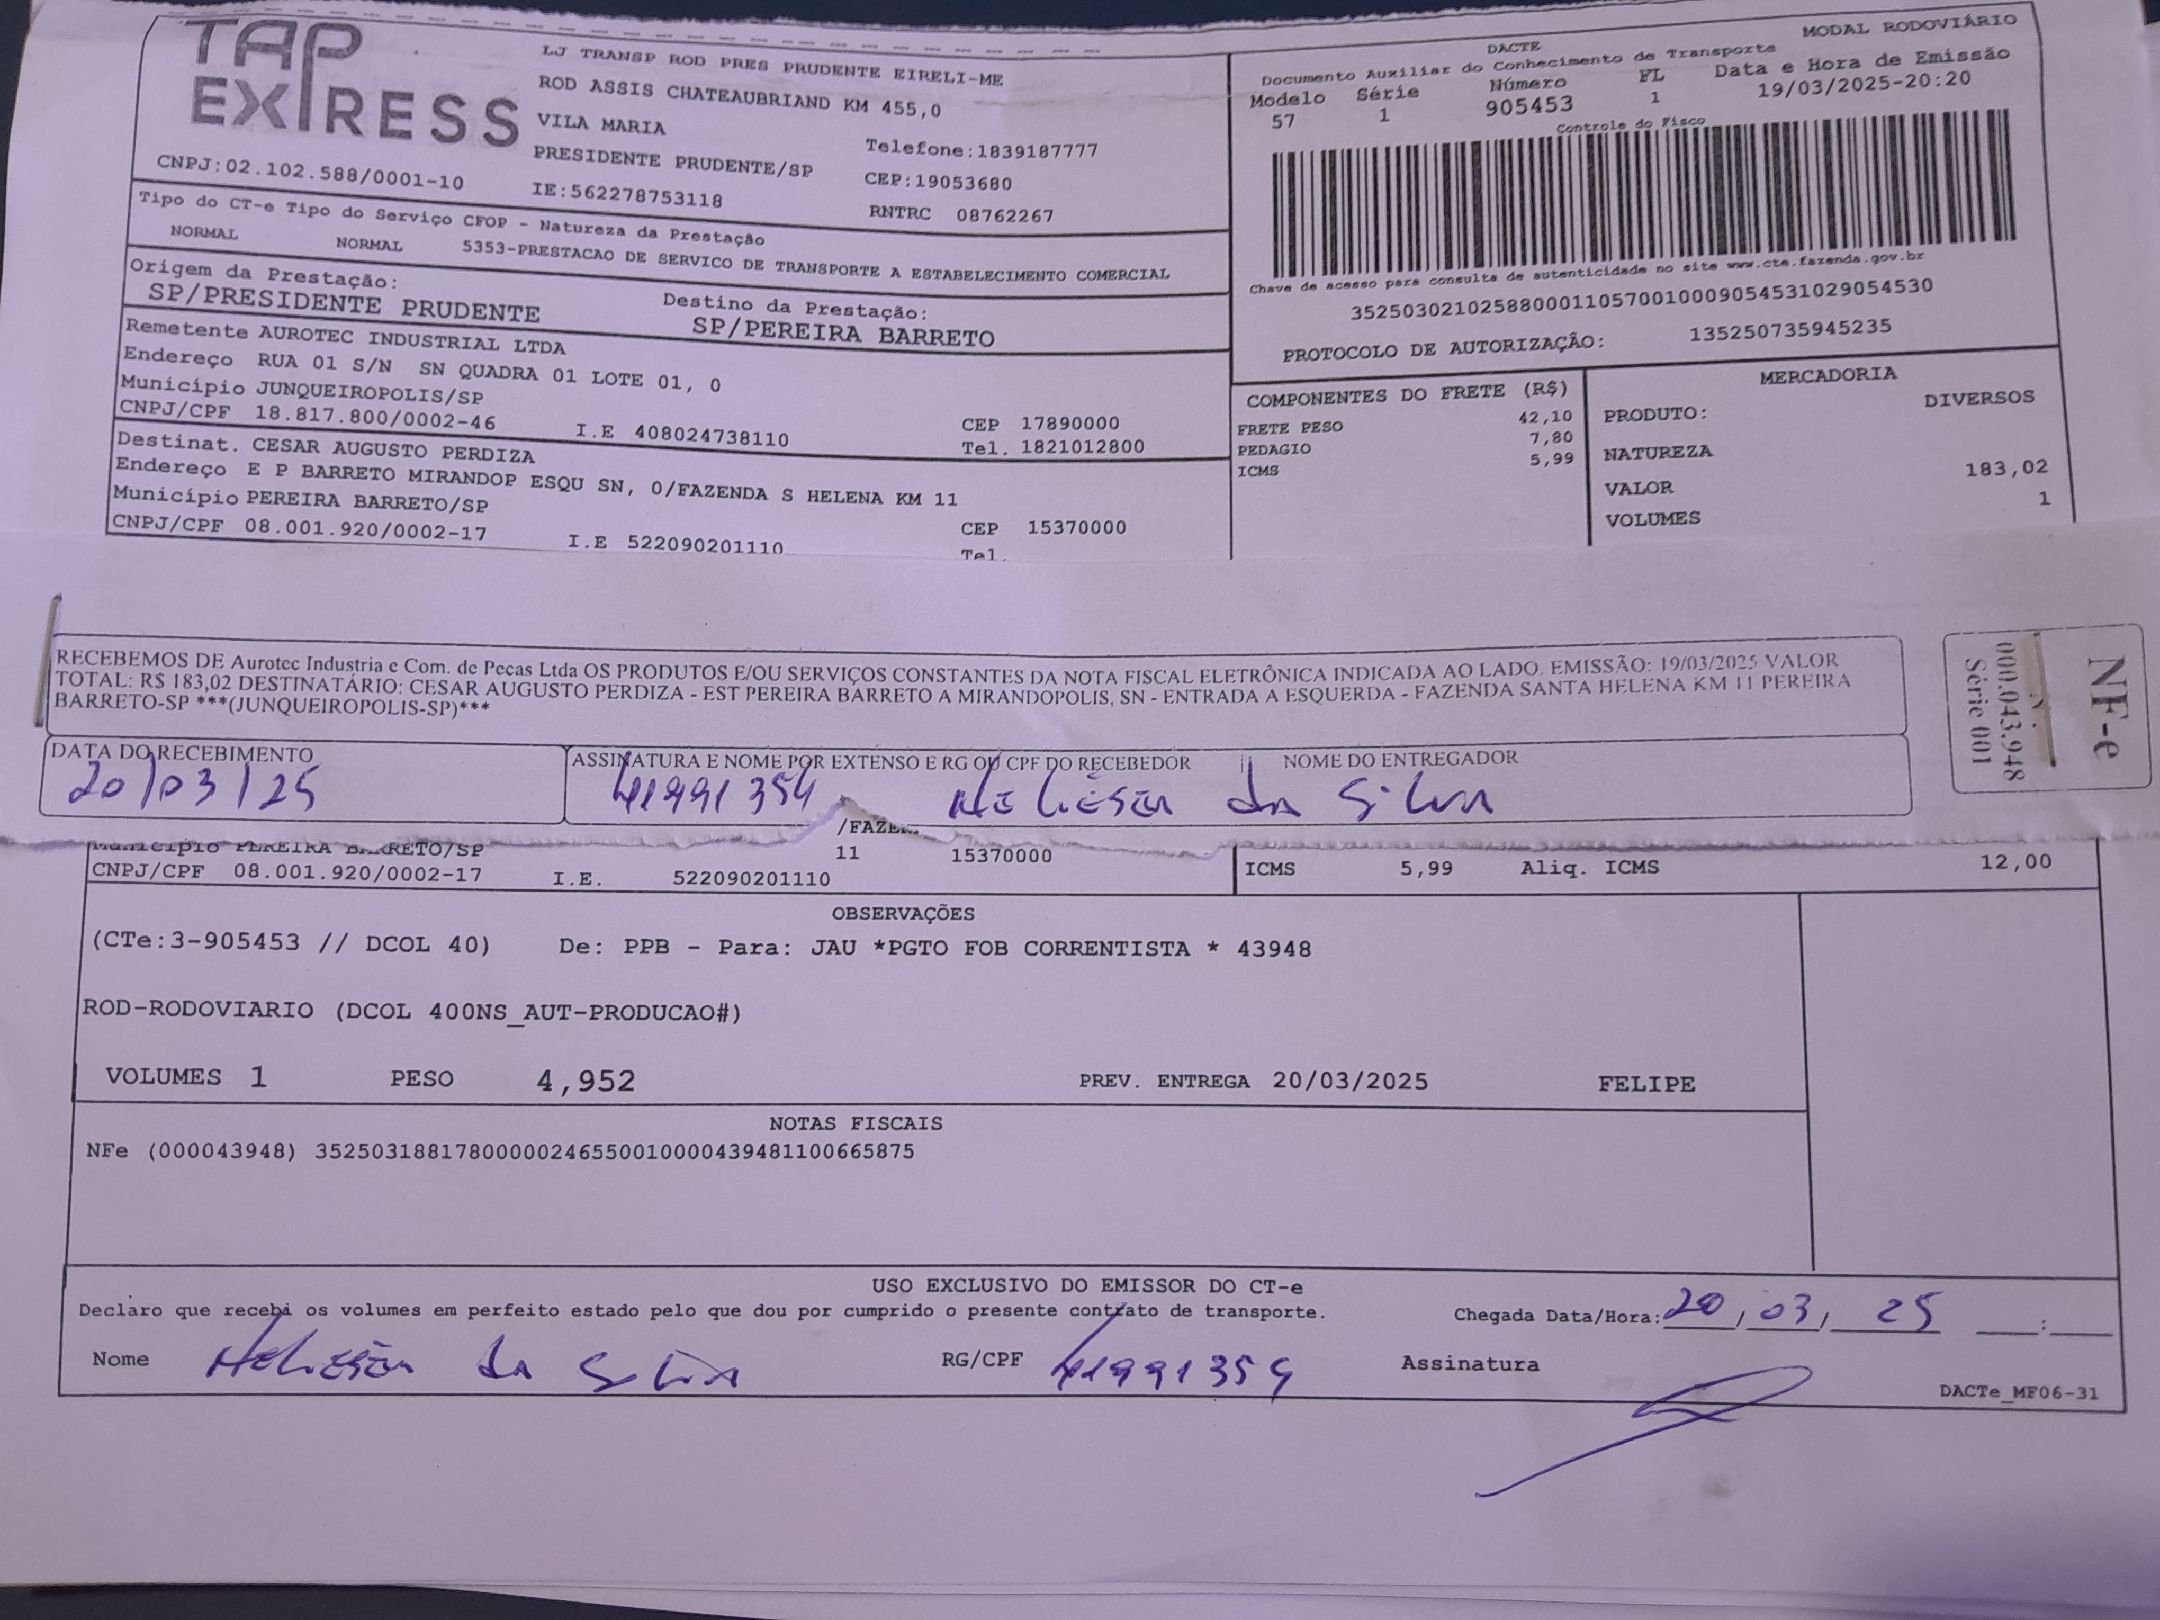 TAP
EXPRESS
CNPJ:02.102.588/0001-10
LJ TRANSP ROD PRES PRUDENTE EIRELI-ME
ROD ASSIS CHATEAUBRIAND KM 455,0
VILA MARIA
PRESIDENTE PRUDENTE/SP
IE:562278753118
Telefone:1839187777
CEP:19053680
RNTRC 08762267
MODAL RODOVIÁRIO
DACTE
Documento Auxiliar do Conhecimento de Transporte
Modelo Série Número FL Data e Hora de Emissão
57 1 905453 1 19/03/2025-20:20
Controle do Fisco
Chave de acesso para consulta de autenticidade no site www.cte.fazenda.gov.br
35250302102588000110570010009054531029054530
PROTOCOLO DE AUTORIZAÇÃO: 135250735945235
Tipo do CT-e Tipo do Serviço CFOP - Natureza da Prestação
NORMAL NORMAL 5353-PRESTACAO DE SERVICO DE TRANSPORTE A ESTABELECIMENTO COMERCIAL
Origem da Prestação: Destino da Prestação:
SP/PRESIDENTE PRUDENTE SP/PEREIRA BARRETO
Remetente AUROTEC INDUSTRIAL LTDA
Endereço RUA 01 S/N SN QUADRA 01 LOTE 01, 0
Município JUNQUEIROPOLIS/SP CEP 17890000
CNPJ/CPF 18.817.800/0002-46 I.E 408024738110 Tel. 1821012800
Destinat. CESAR AUGUSTO PERDIZA
Endereço E P BARRETO MIRANDOP ESQU SN, 0/FAZENDA S HELENA KM 11
Município PEREIRA BARRETO/SP CEP 15370000
CNPJ/CPF 08.001.920/0002-17 I.E 522090201110 Tel.
COMPONENTES DO FRETE (R$)
FRETE PESO 42,10
PEDAGIO 7,80
ICMS 5,99
MERCADORIA
PRODUTO: DIVERSOS
NATUREZA
VALOR 183,02
VOLUMES 1
RECEBEMOS DE Aurotec Industria e Com. de Pecas Ltda OS PRODUTOS E/OU SERVIÇOS CONSTANTES DA NOTA FISCAL ELETRÔNICA INDICADA AO LADO. EMISSÃO: 19/03/2025 VALOR
TOTAL: R$ 183,02 DESTINATÁRIO: CESAR AUGUSTO PERDIZA - EST PEREIRA BARRETO A MIRANDOPOLIS, SN - ENTRADA A ESQUERDA - FAZENDA SANTA HELENA KM 11 PEREIRA
BARRETO-SP ***(JUNQUEIROPOLIS-SP)***
NF-e
000.043.948
Série 001
DATA DO RECEBIMENTO ASSINATURA E NOME POR EXTENSO E RG OU CPF DO RECEBEDOR NOME DO ENTREGADOR
20/03/25 41991354 da Silva
/FAZE
Município PEREIRA BARRETO/SP 11 15370000
CNPJ/CPF 08.001.920/0002-17 I.E. 522090201110
ICMS 5,99 Aliq. ICMS 12,00
OBSERVAÇÕES
(CTe:3-905453 // DCOL 40) De: PPB - Para: JAU *PGTO FOB CORRENTISTA * 43948
ROD-RODOVIARIO (DCOL 400NS_AUT-PRODUCAO#)
VOLUMES 1 PESO 4,952 PREV. ENTREGA 20/03/2025 FELIPE
NOTAS FISCAIS
NFe (000043948) 35250318817800000246550010000439481100665875
USO EXCLUSIVO DO EMISSOR DO CT-e
Declaro que recebi os volumes em perfeito estado pelo que dou por cumprido o presente contrato de transporte. Chegada Data/Hora: 20/03/25 :
Nome da Silva RG/CPF 41991354 Assinatura
DACTe_MF06-31